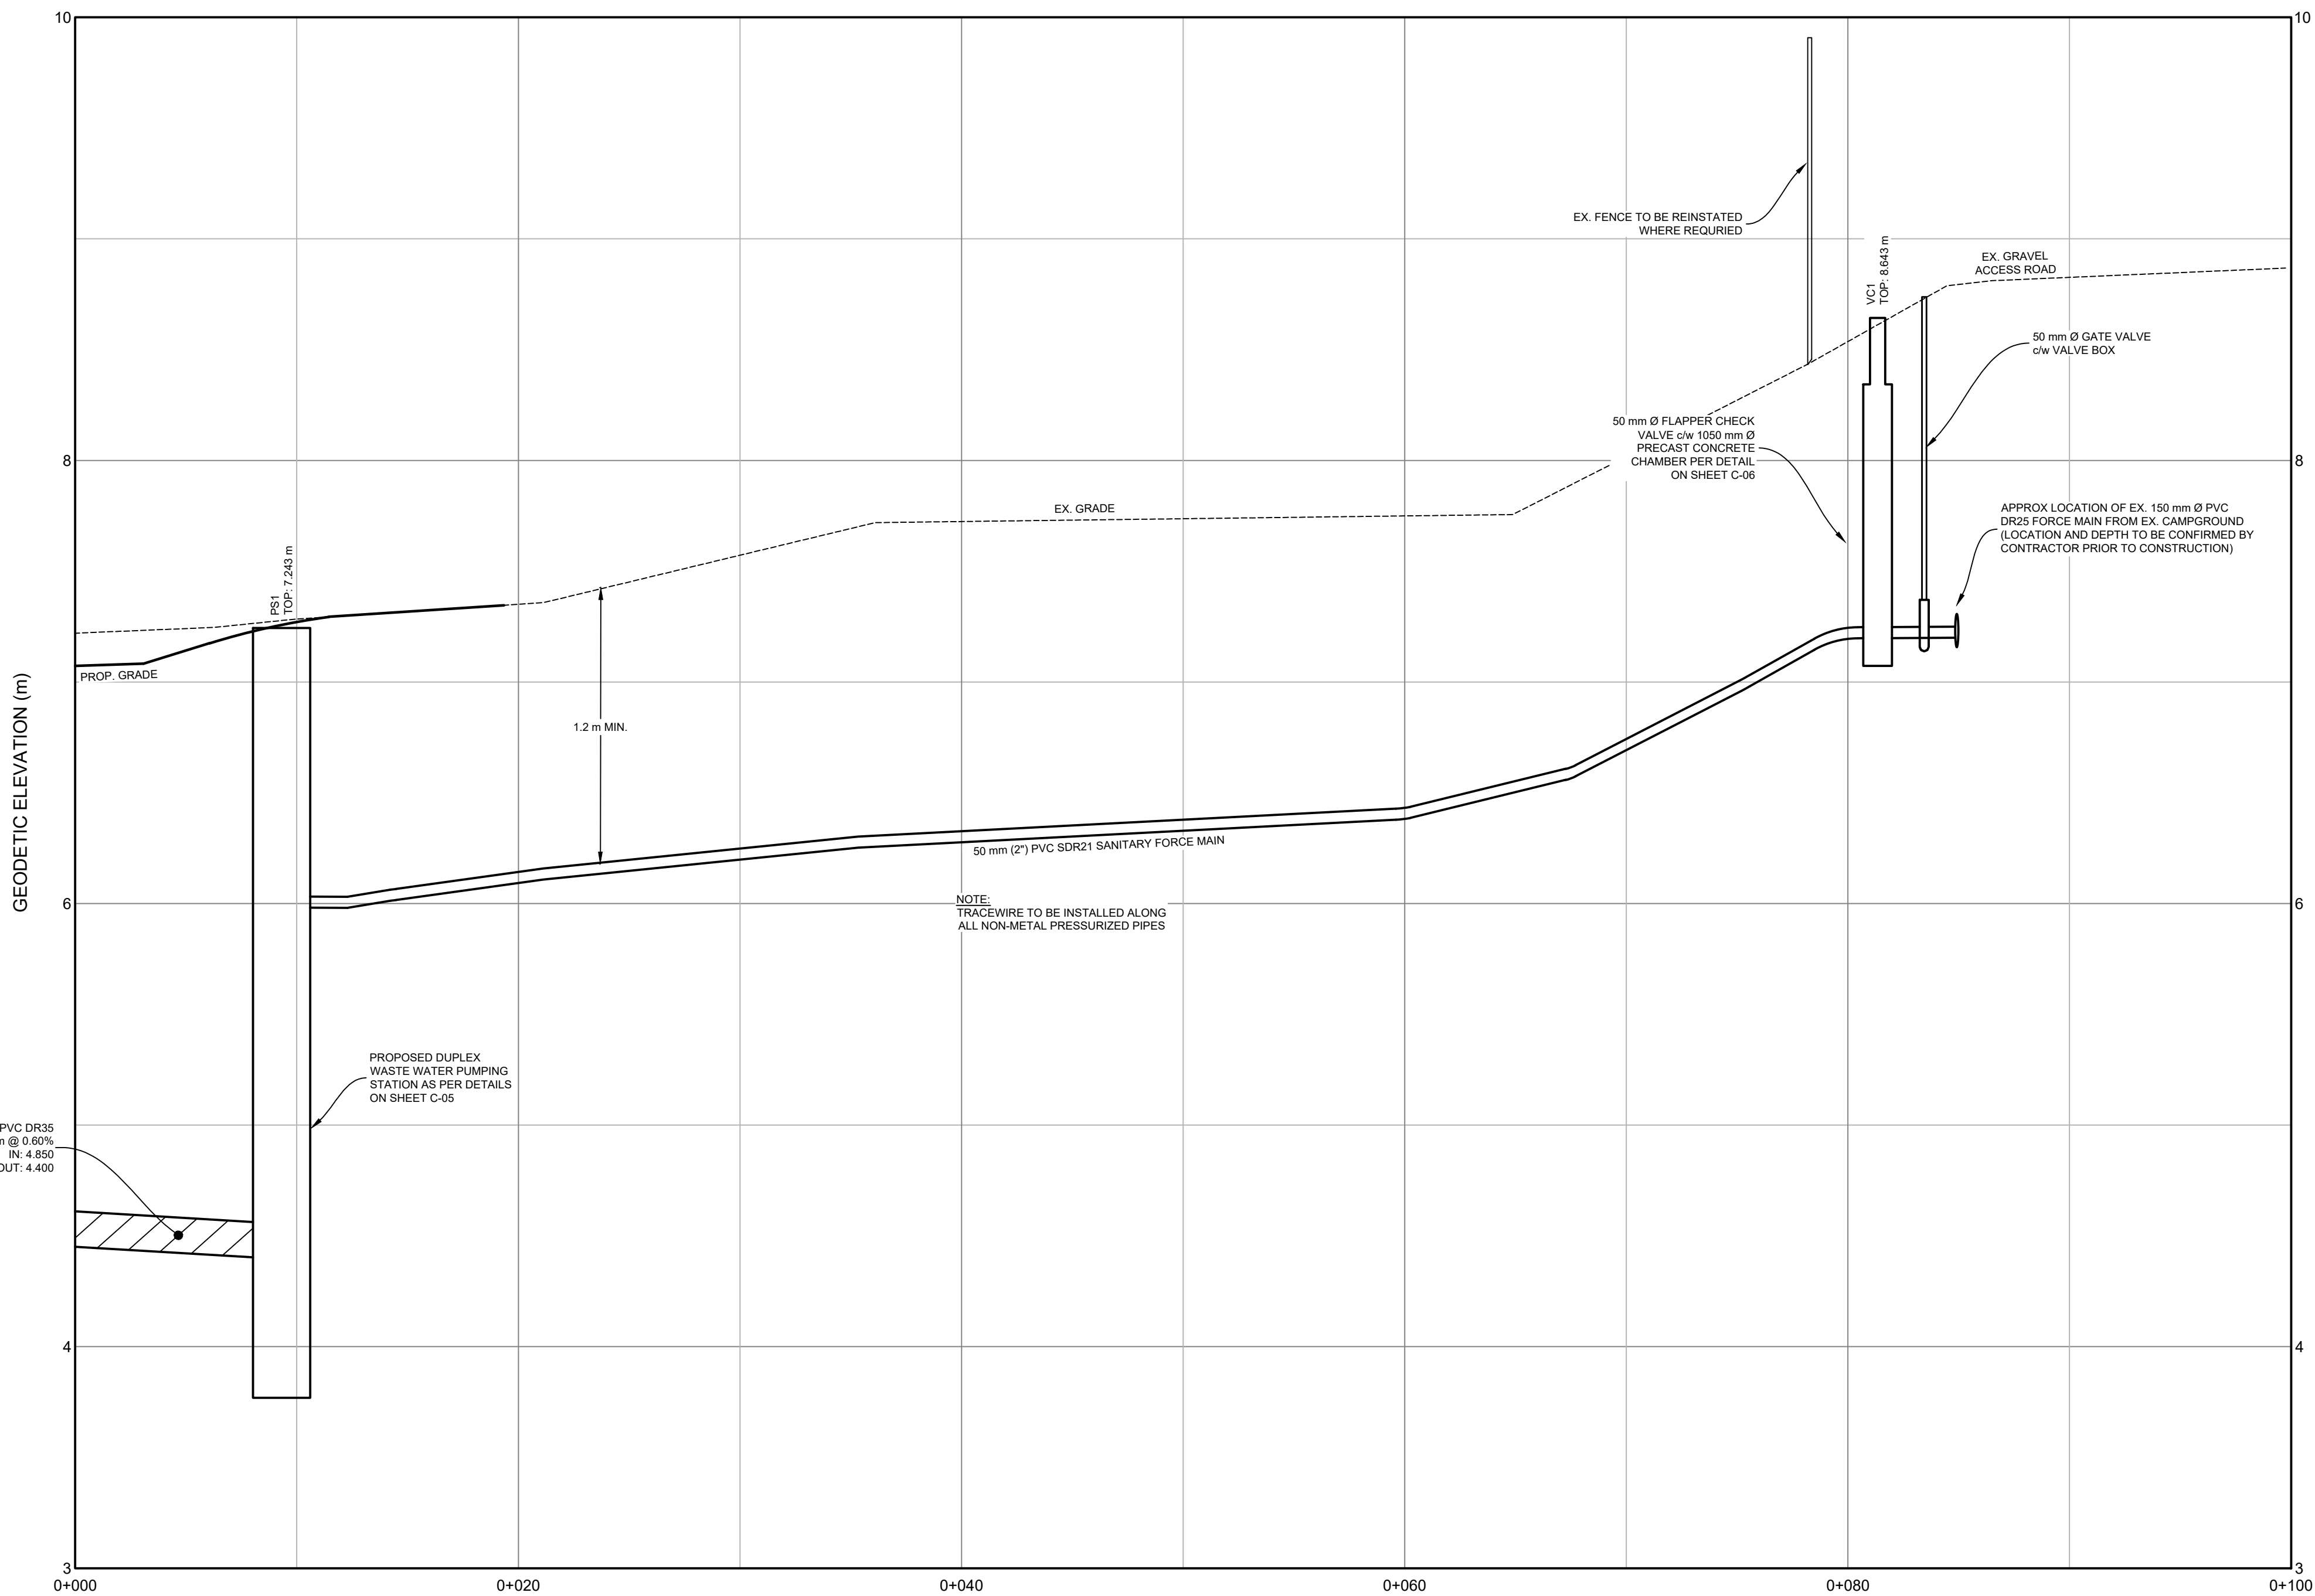 10
10
EX. FENCE TO BE REINSTATED
WHERE REQURIED
VC1
TOP: 8.643 m
EX. GRAVEL
ACCESS ROAD
50 mm Ø GATE VALVE
c/w VALVE BOX
50 mm Ø FLAPPER CHECK
VALVE c/w 1050 mm Ø
PRECAST CONCRETE
CHAMBER PER DETAIL
ON SHEET C-06
8
8
EX. GRADE
APPROX LOCATION OF EX. 150 mm Ø PVC
DR25 FORCE MAIN FROM EX. CAMPGROUND
(LOCATION AND DEPTH TO BE CONFIRMED BY
CONTRACTOR PRIOR TO CONSTRUCTION)
PS1
TOP: 7.243 m
PROP. GRADE
1.2 m MIN.
GEODETIC ELEVATION (m)
50 mm (2") PVC SDR21 SANITARY FORCE MAIN
6
6
NOTE:
TRACEWIRE TO BE INSTALLED ALONG
ALL NON-METAL PRESSURIZED PIPES
PROPOSED DUPLEX
WASTE WATER PUMPING
STATION AS PER DETAILS
ON SHEET C-05
PVC DR35
@ 0.60%
IN: 4.850
OUT: 4.400
4
4
3
3
0+000
0+020
0+040
0+060
0+080
0+100